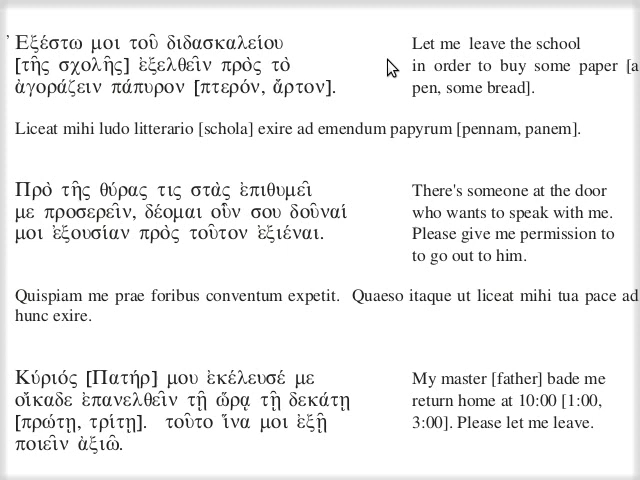 Ἐξέστω μοι τοῦ διδασκαλείου
[τῆς σχολῆς] ἐξελθεῖν πρὸς τὸ
ἀγοράζειν πάπυρον [πτερόν, ἄρτον].
Let me leave the school
in order to buy some paper [a
pen, some bread].
Liceat mihi ludo litterario [schola] exire ad emendum papyrum [pennam, panem].
Πρὸ τῆς θύρας τις στὰς ἐπιθυμεῖ
με προσερεῖν, δέομαι οὖν σου δοῦναί
μοι ἐξουσίαν πρὸς τοῦτον ἐξιέναι.
There's someone at the door
who wants to speak with me.
Please give me permission to
to go out to him.
Quispiam me prae foribus conventum expetit. Quaeso itaque ut liceat mihi tua pace ad
hunc exire.
Κύριός [Πατήρ] μου ἐκέλευσέ με
οἴκαδε ἐπανελθεῖν τῇ ὥρᾳ τῇ δεκάτῃ
[πρώτῃ, τρίτῃ]. τοῦτο ἵνα μοι ἐξῇ
ποιεῖν ἀξιῶ.
My master [father] bade me
return home at 10:00 [1:00,
3:00]. Please let me leave.